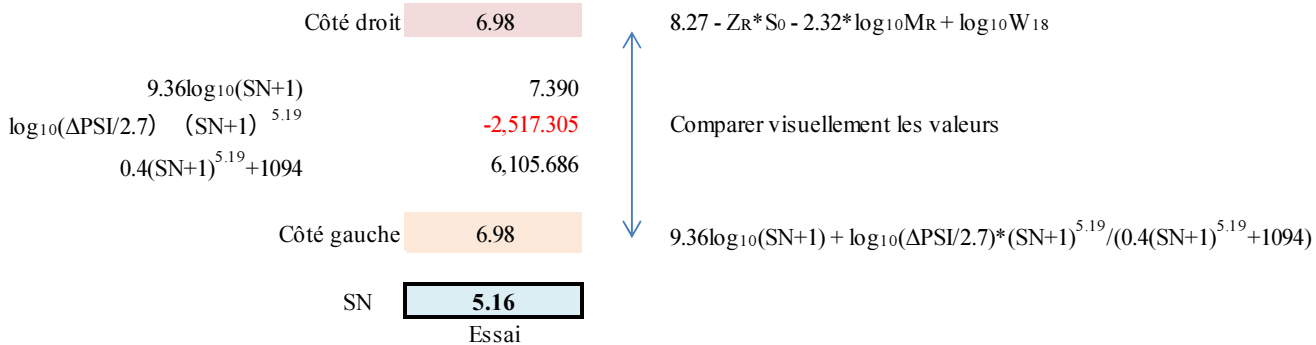 Côté droit 6.98 8.27 - ZR*S0 - 2.32*log10MR + log10W18
9.36log10(SN+1) 7.390
log10(ΔPSI/2.7) (SN+1) 5.19 -2,517.305 Comparer visuellement les valeurs
0.4(SN+1)5.19+1094 6,105.686
Côté gauche 6.98 9.36log10(SN+1) + log10(ΔPSI/2.7)*(SN+1)5.19/(0.4(SN+1)5.19+1094)
SN 5.16
Essai